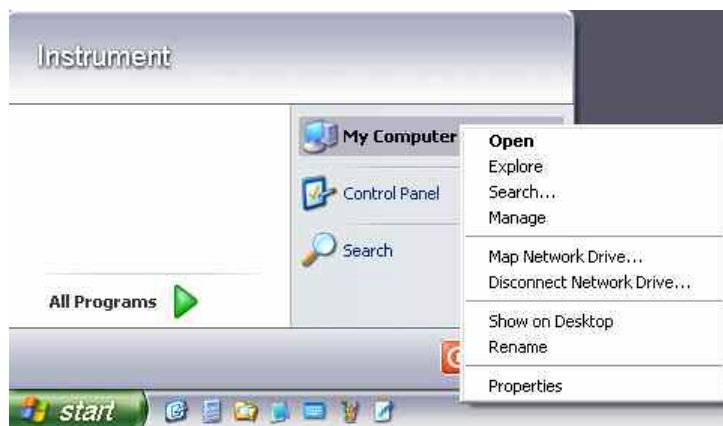 Instrument
My Computer
Control Panel
Search
All Programs
Open
Explore
Search...
Manage
Map Network Drive...
Disconnect Network Drive...
Show on Desktop
Rename
Properties
start